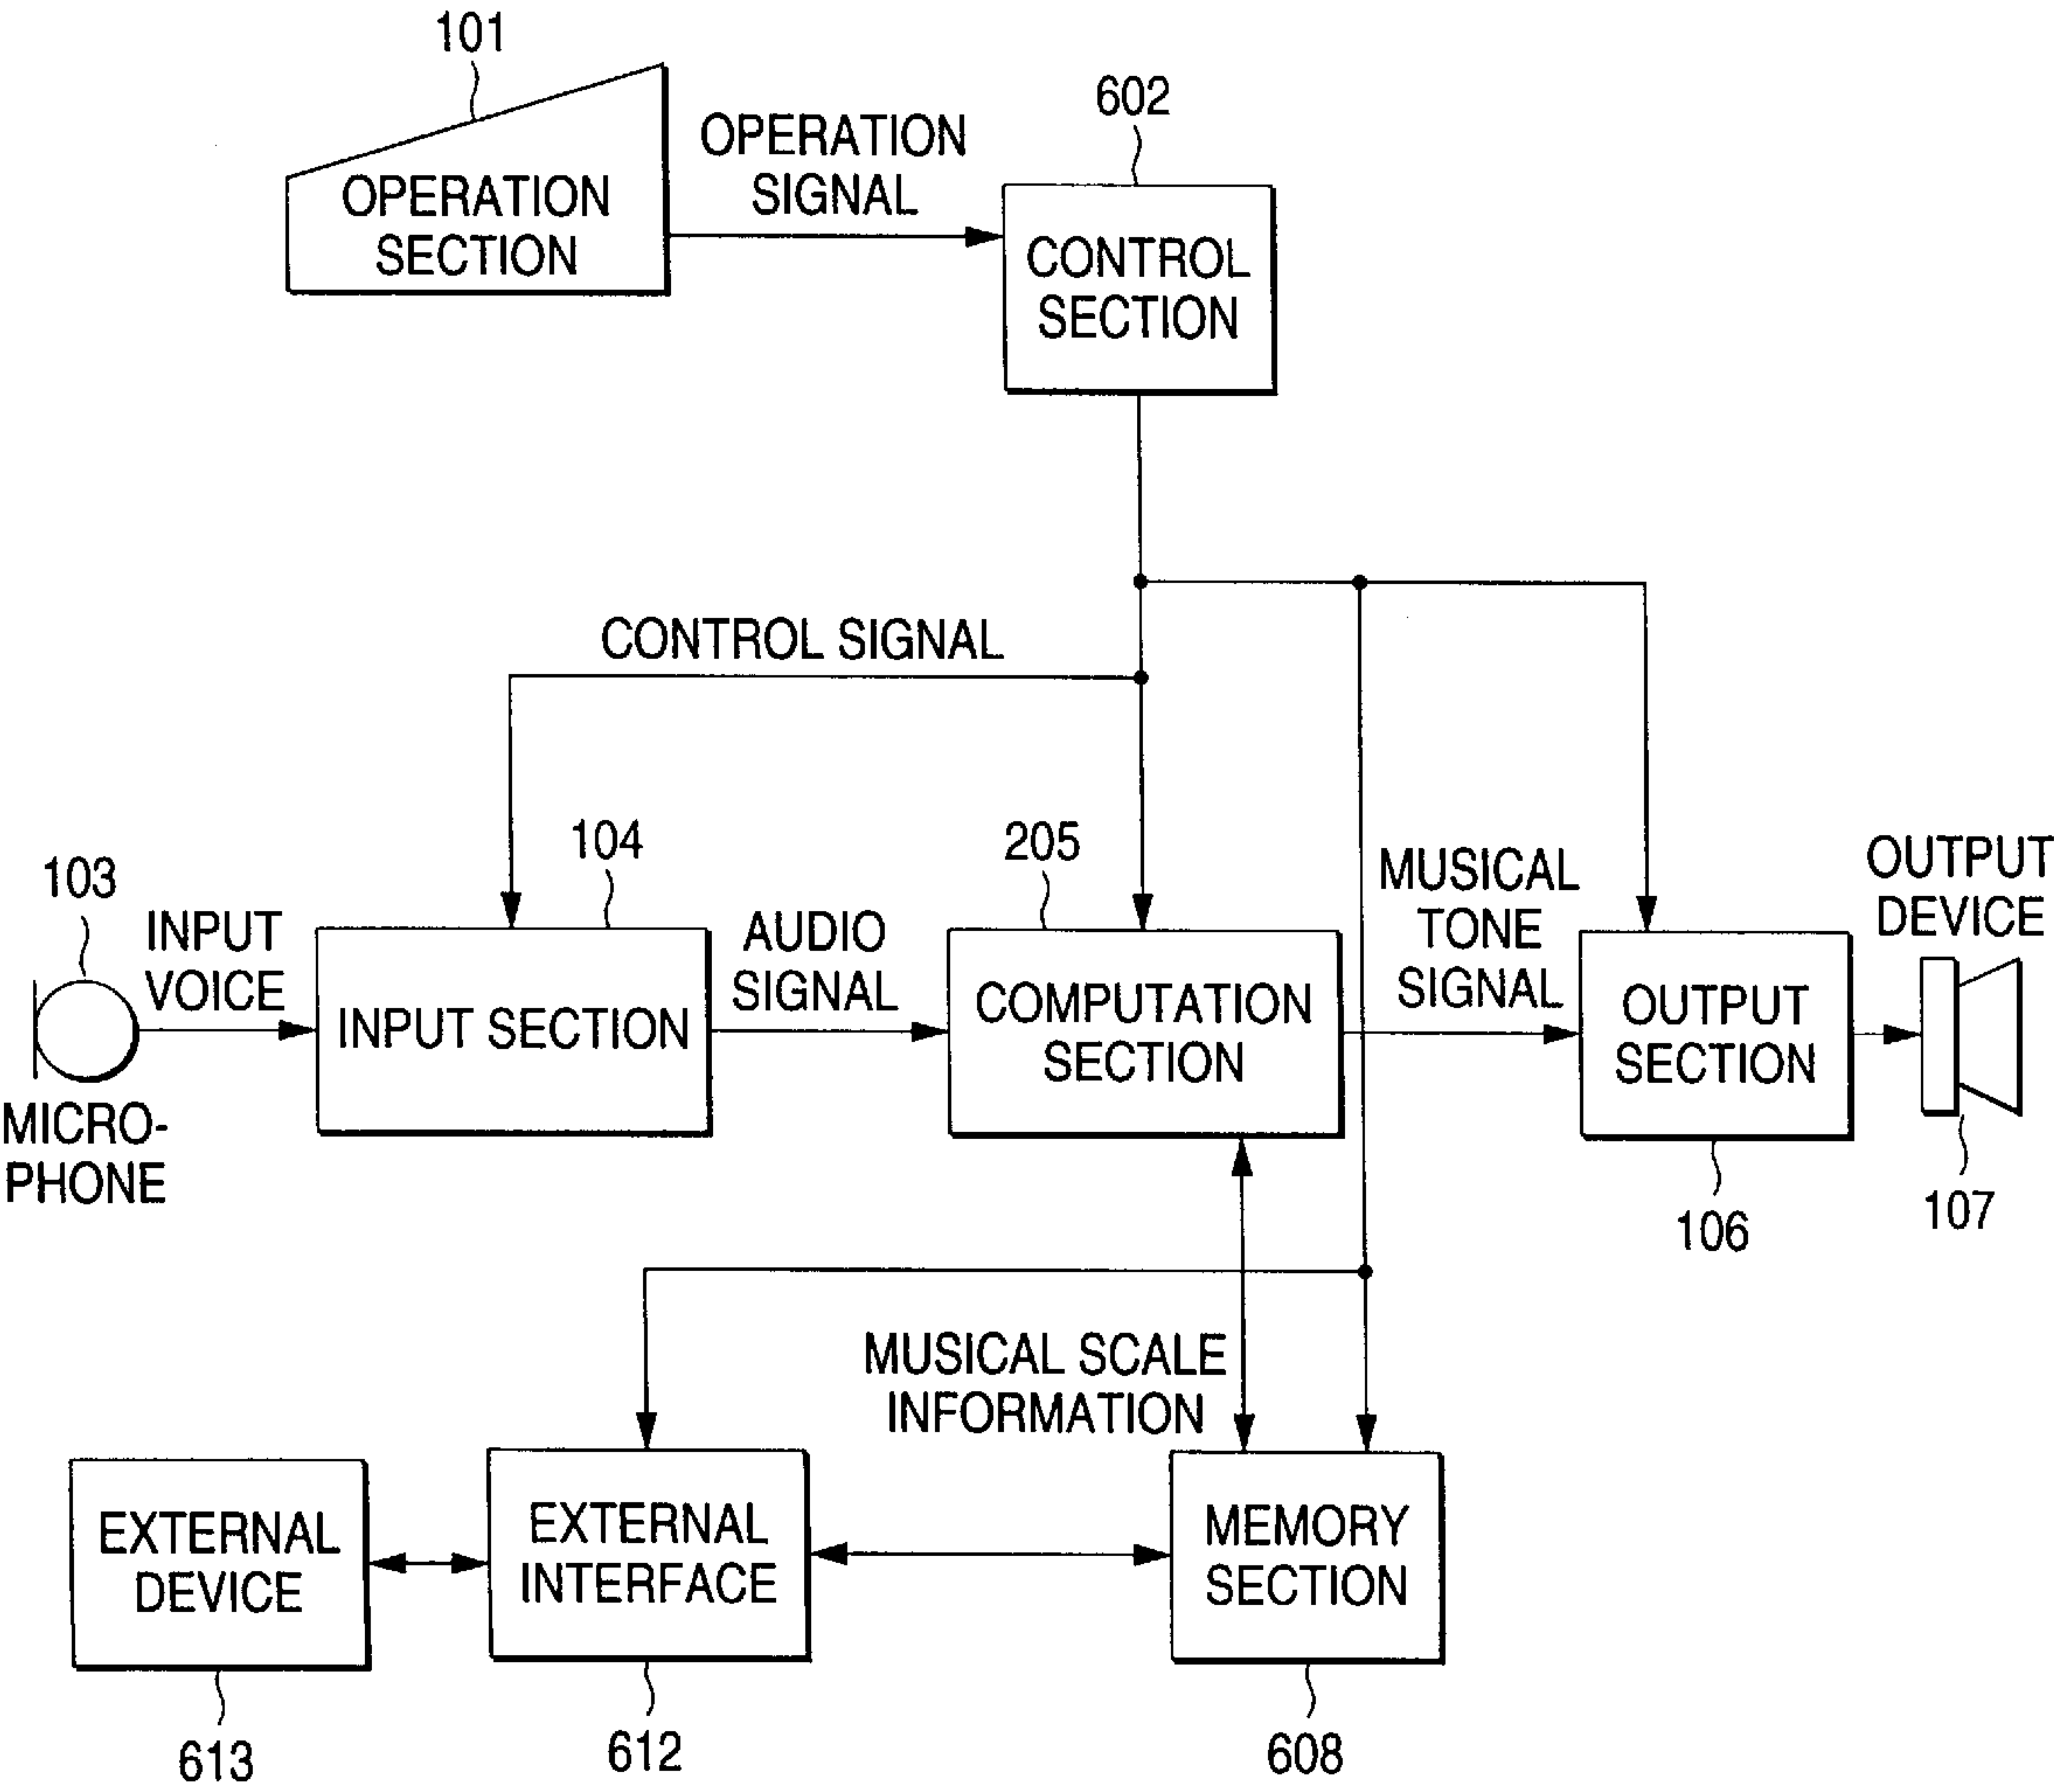 101
602
OPERATION
SIGNAL
OPERATION
SECTION
CONTROL
SECTION
CONTROL SIGNAL
103
104
205
INPUT
VOICE
AUDIO
SIGNAL
MUSICAL
TONE
SIGNAL
OUTPUT
DEVICE
INPUT SECTION
COMPUTATION
SECTION
OUTPUT
SECTION
MICRO-
PHONE
106
107
MUSICAL SCALE
INFORMATION
EXTERNAL
DEVICE
EXTERNAL
INTERFACE
MEMORY
SECTION
613
612
608